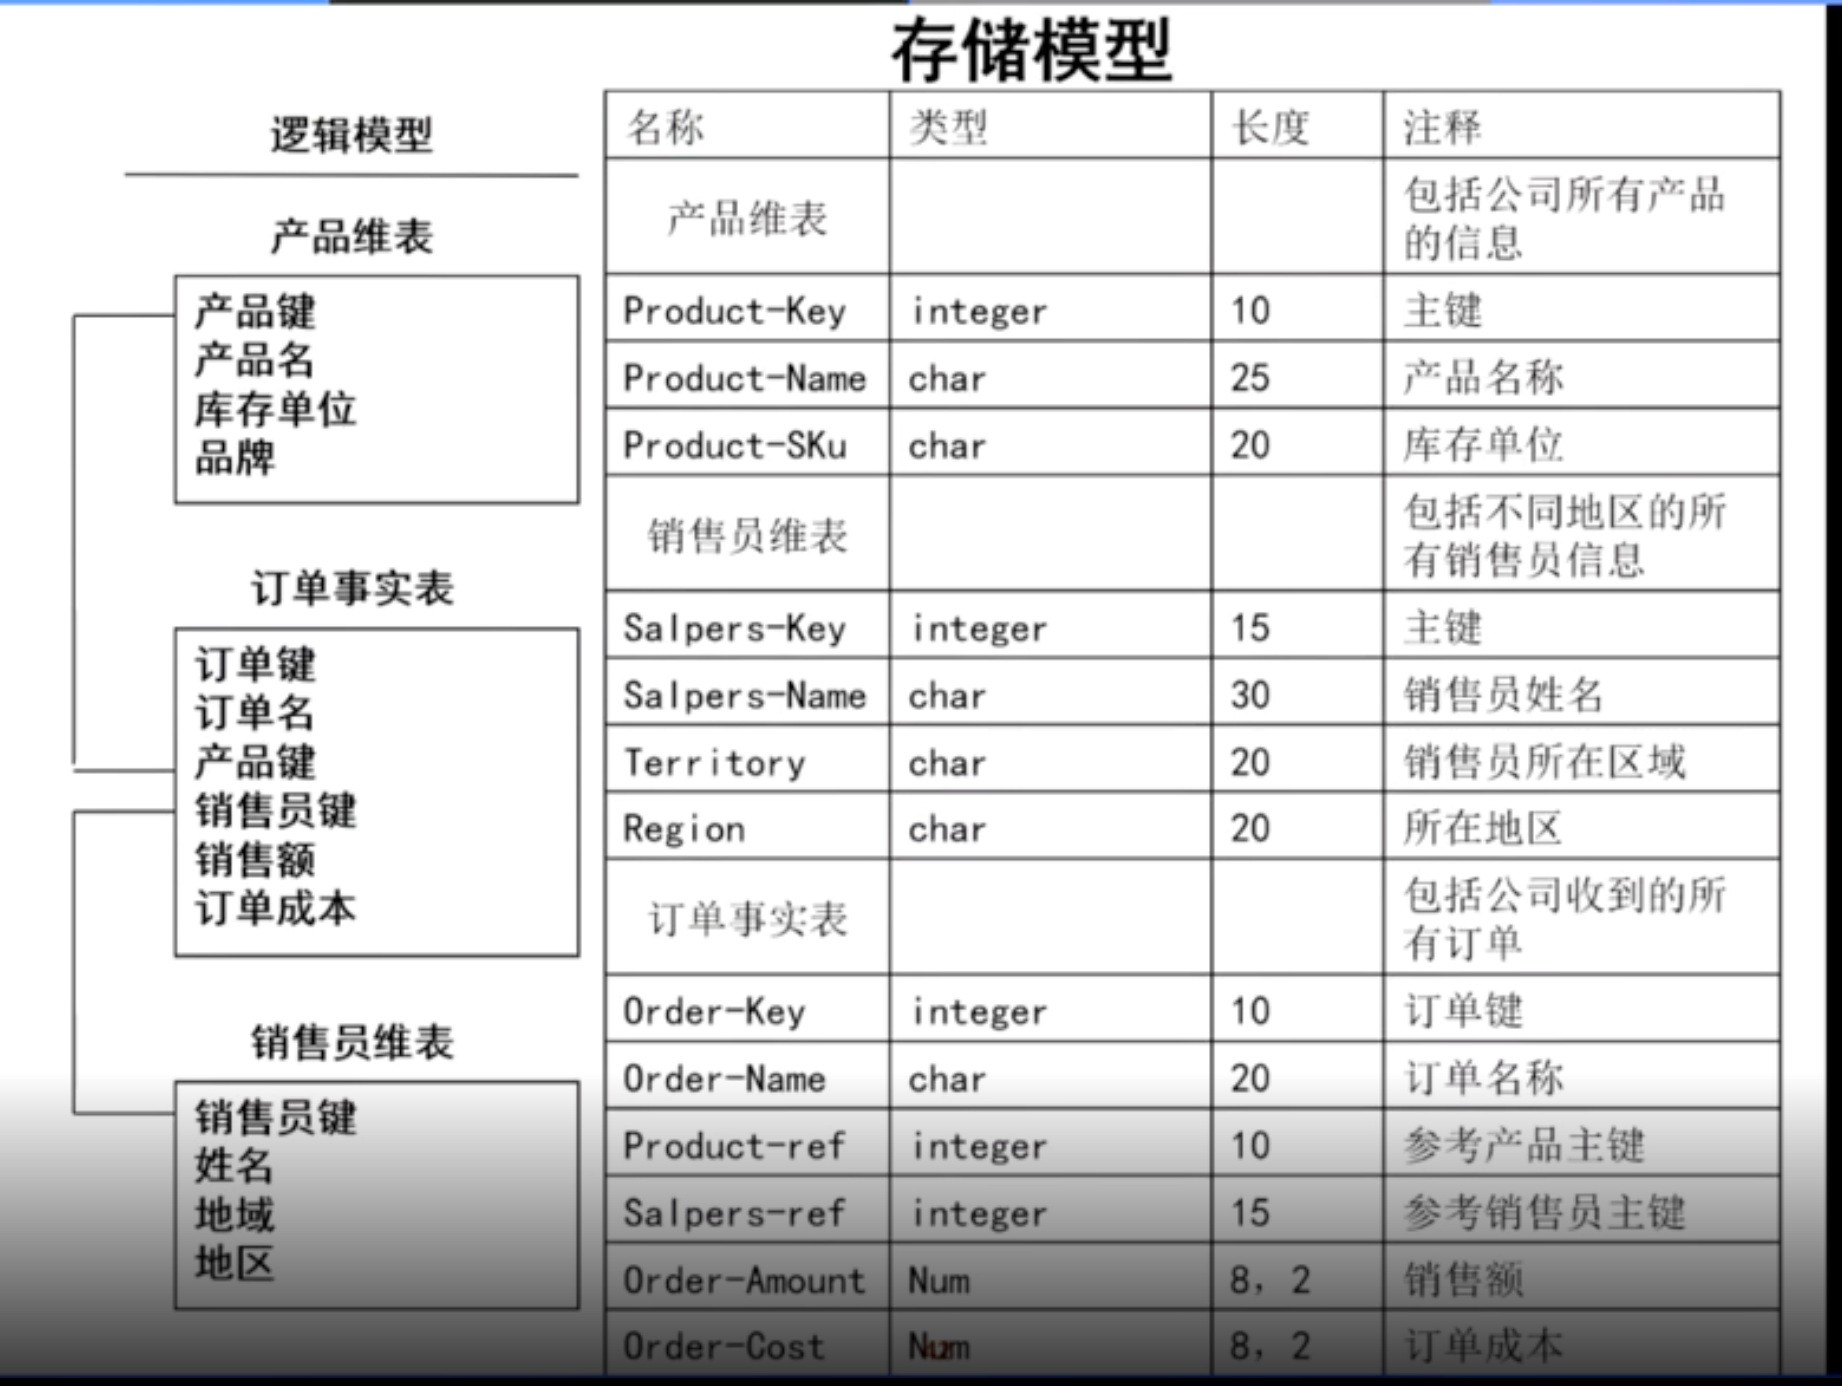 存储模型
逻辑模型
产品维表
产品键
产品名
库存单位
品牌
订单事实表
订单键
订单名
产品键
销售员键
销售额
订单成本
销售员维表
销售员键
姓名
地域
地区
名称 类型 长度 注释
产品维表 包括公司所有产品
的信息
Product-Key integer 10 主键
Product-Name char 25 产品名称
Product-SKu char 20 库存单位
销售员维表 包括不同地区的所
有销售员信息
Salpers-Key integer 15 主键
Salpers-Name char 30 销售员姓名
Territory char 20 销售员所在区域
Region char 20 所在地区
订单事实表 包括公司收到的所
有订单
Order-Key integer 10 订单键
Order-Name char 20 订单名称
Product-ref integer 10 参考产品主键
Salpers-ref integer 15 参考销售员主键
Order-Amount Num 8, 2 销售额
Order-Cost Num 8, 2 订单成本